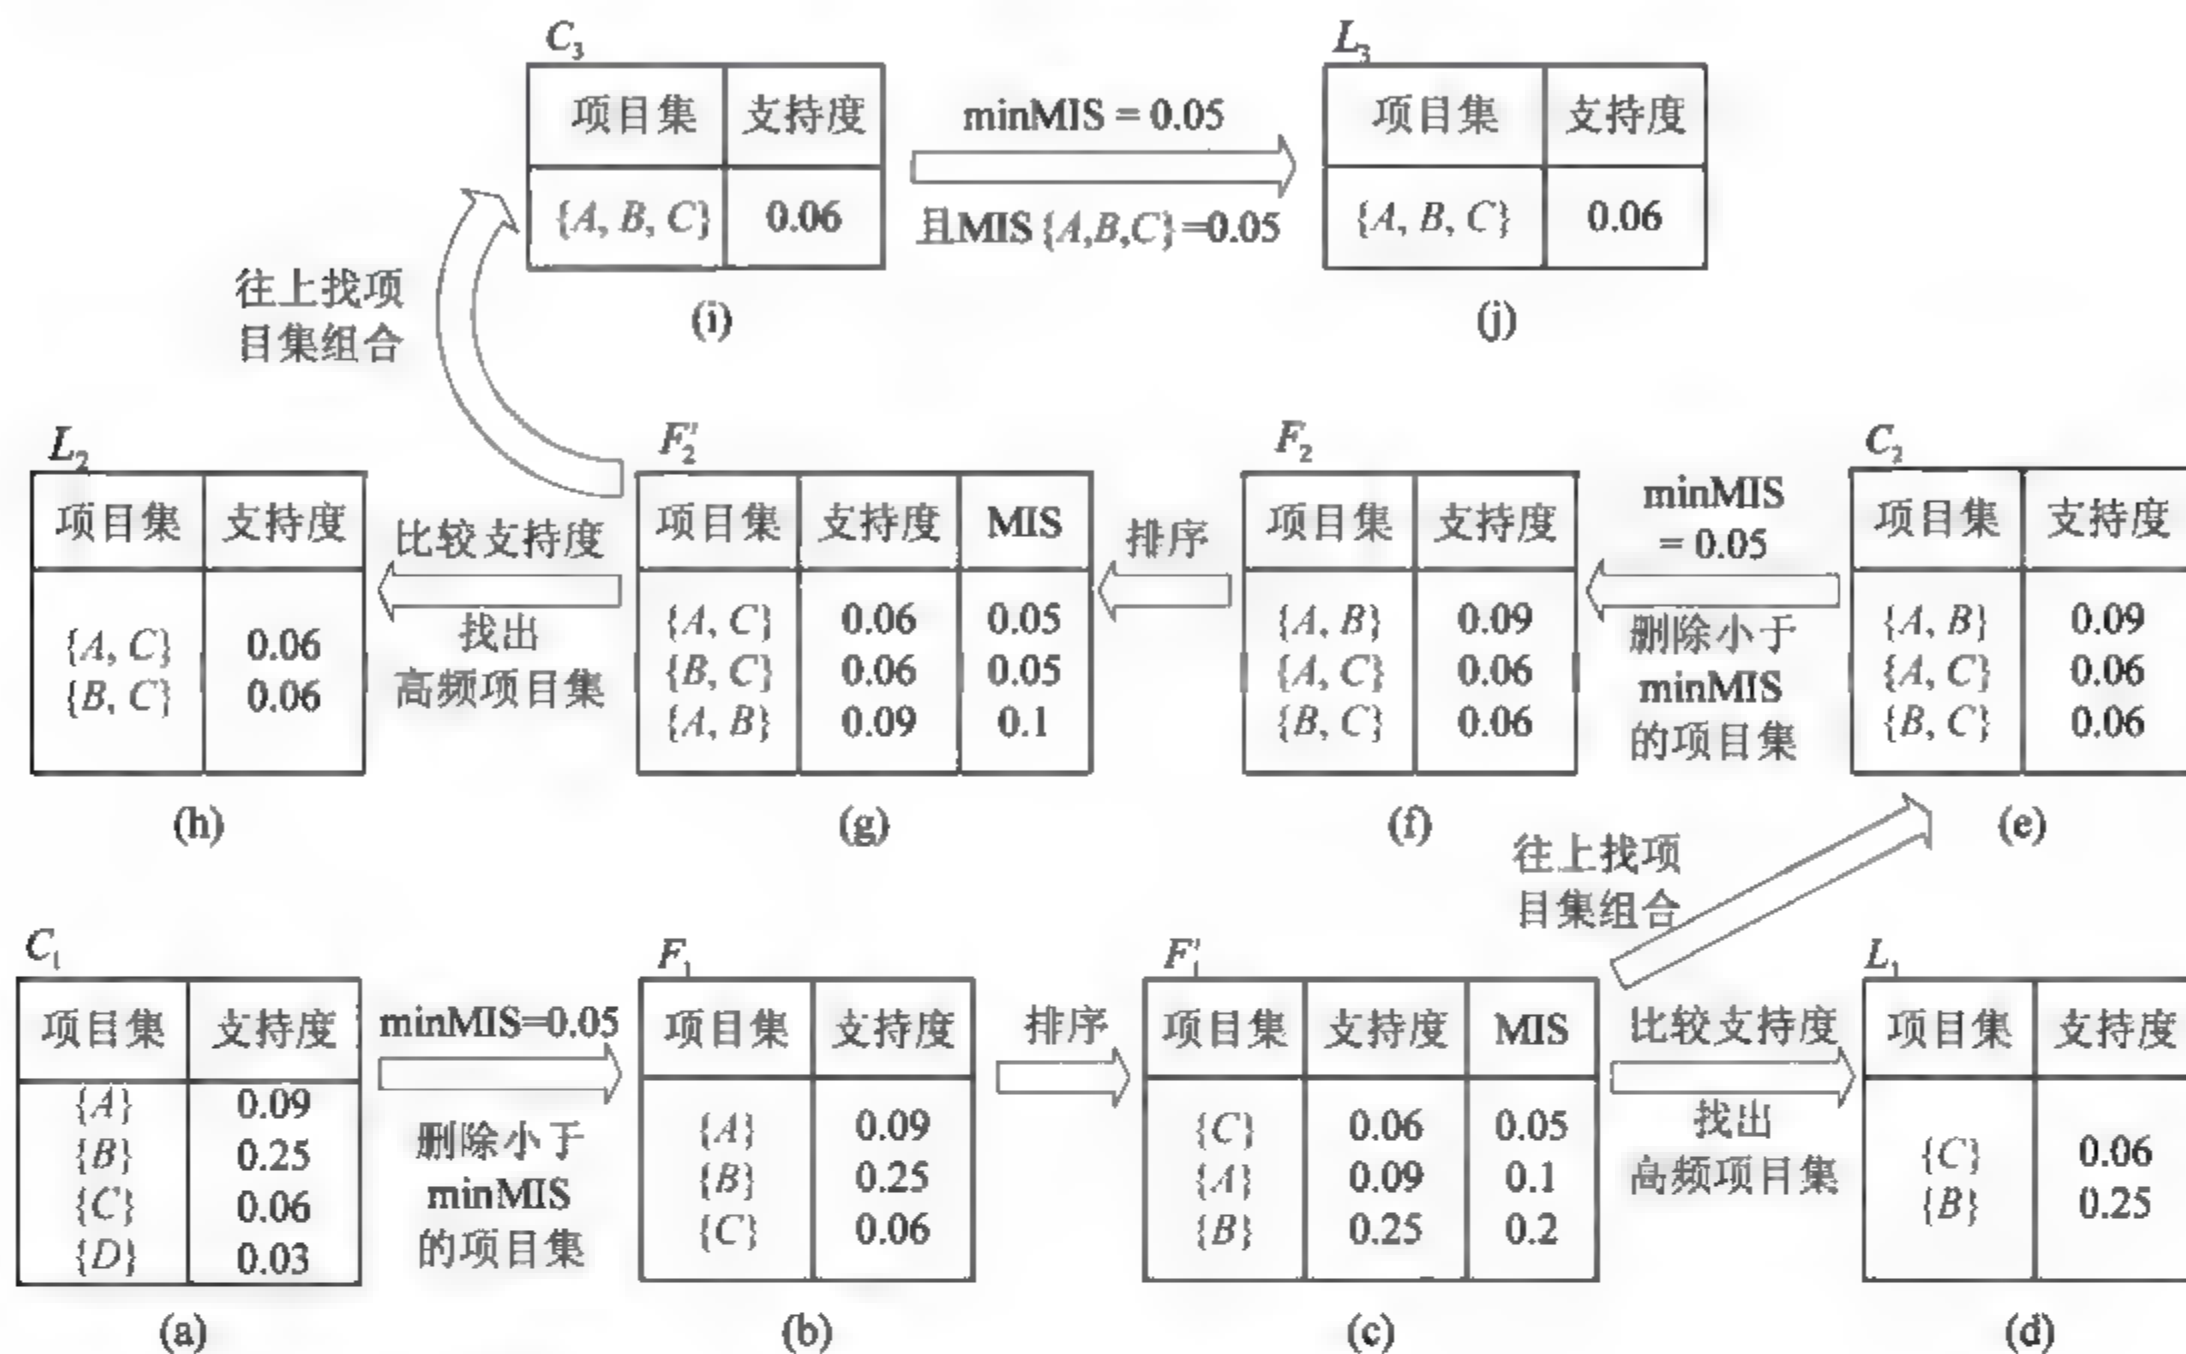 C₃
项目集 支持度
{A, B, C} 0.06
(i)
minMIS = 0.05
且MIS{A,B,C}=0.05
L₃
项目集 支持度
{A, B, C} 0.06
(j)
往上找项
目集组合
L₂
项目集 支持度
{A, C} 0.06
{B, C} 0.06
(h)
比较支持度
找出
高频项目集
F₂'
项目集 支持度 MIS
{A, C} 0.06 0.05
{B, C} 0.06 0.05
{A, B} 0.09 0.1
(g)
排序
F₂
项目集 支持度
{A, B} 0.09
{A, C} 0.06
{B, C} 0.06
(f)
minMIS
= 0.05
删除小于
minMIS
的项目集
C₂
项目集 支持度
{A, B} 0.09
{A, C} 0.06
{B, C} 0.06
(e)
往上找项
目集组合
C₁
项目集 支持度
{A} 0.09
{B} 0.25
{C} 0.06
{D} 0.03
(a)
minMIS=0.05
删除小于
minMIS
的项目集
F₁
项目集 支持度
{A} 0.09
{B} 0.25
{C} 0.06
(b)
排序
F₁'
项目集 支持度 MIS
{C} 0.06 0.05
{A} 0.09 0.1
{B} 0.25 0.2
(c)
比较支持度
找出
高频项目集
L₁
项目集 支持度
{C} 0.06
{B} 0.25
(d)